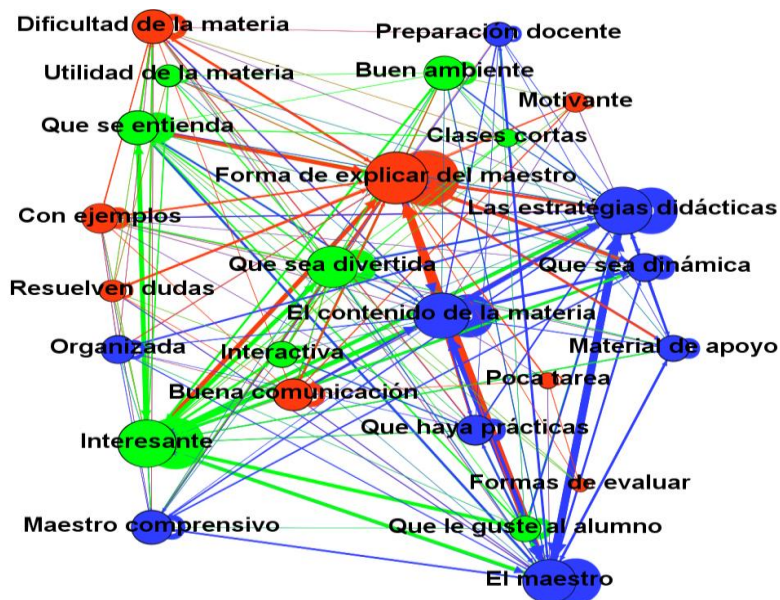 Dificultad de la materia
Preparación docente
Utilidad de la materia
Buen ambiente
Motivante
Que se entienda
Clases cortas
Forma de explicar del maestro
Con ejemplos
Las estratégias didácticas
Que sea divertida
Que sea dinámica
Resuelven dudas
El contenido de la materia
Organizada
Interactiva
Material de apoyo
Buena comunicación
Poca tarea
Interesante
Que haya prácticas
Formas de evaluar
Maestro comprensivo
Que le guste al alumno
El maestro